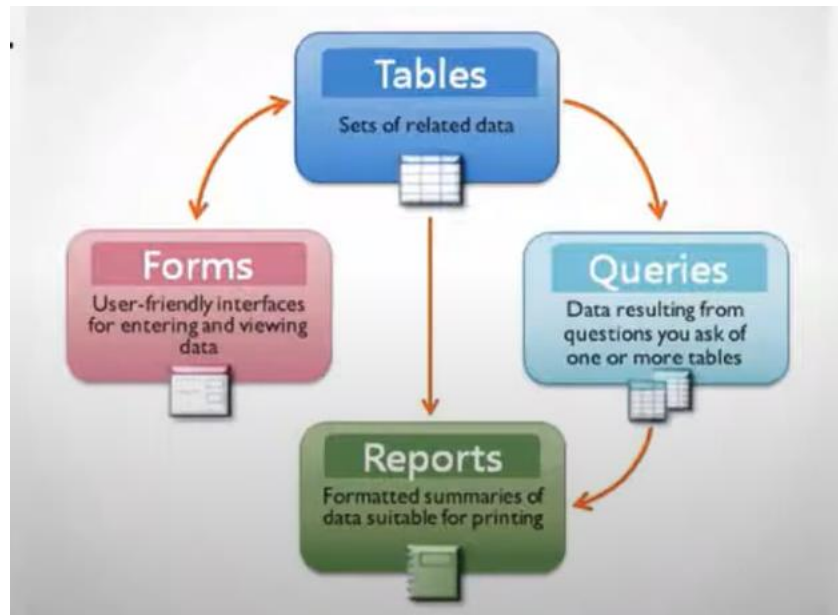 Tables
Sets of related data
Forms
User-friendly interfaces
for entering and viewing
data
Queries
Data resulting from
questions you ask of
one or more tables
Reports
Formatted summaries of
data suitable for printing